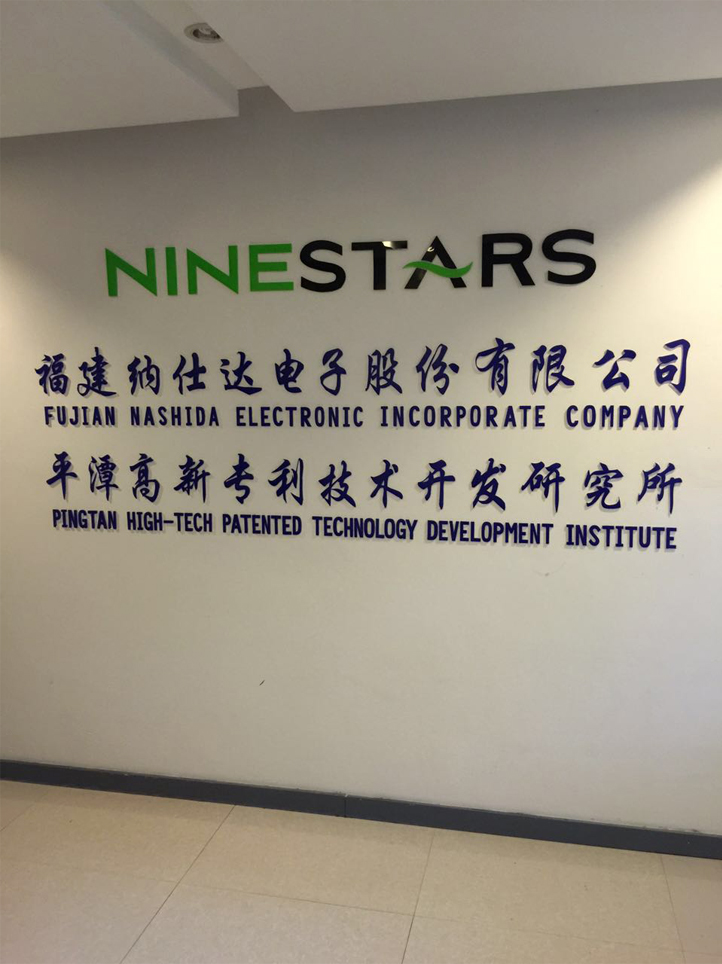 NINESTARS
福建纳仕达电子股份有限公司
FUJIAN NASHIDA ELECTRONIC INCORPORATE COMPANY
平潭高新专利技术开发研究所
PINGTAN HIGH-TECH PATENTED TECHNOLOGY DEVELOPMENT INSTITUTE